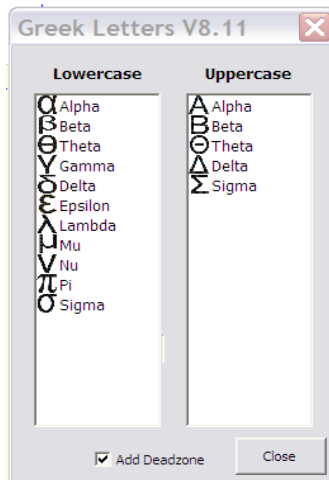 Greek Letters V8.11
Lowercase
α Alpha
β Beta
θ Theta
γ Gamma
δ Delta
ε Epsilon
λ Lambda
μ Mu
ν Nu
π Pi
σ Sigma
Uppercase
Α Alpha
Β Beta
Θ Theta
Δ Delta
Σ Sigma
Add Deadzone
Close